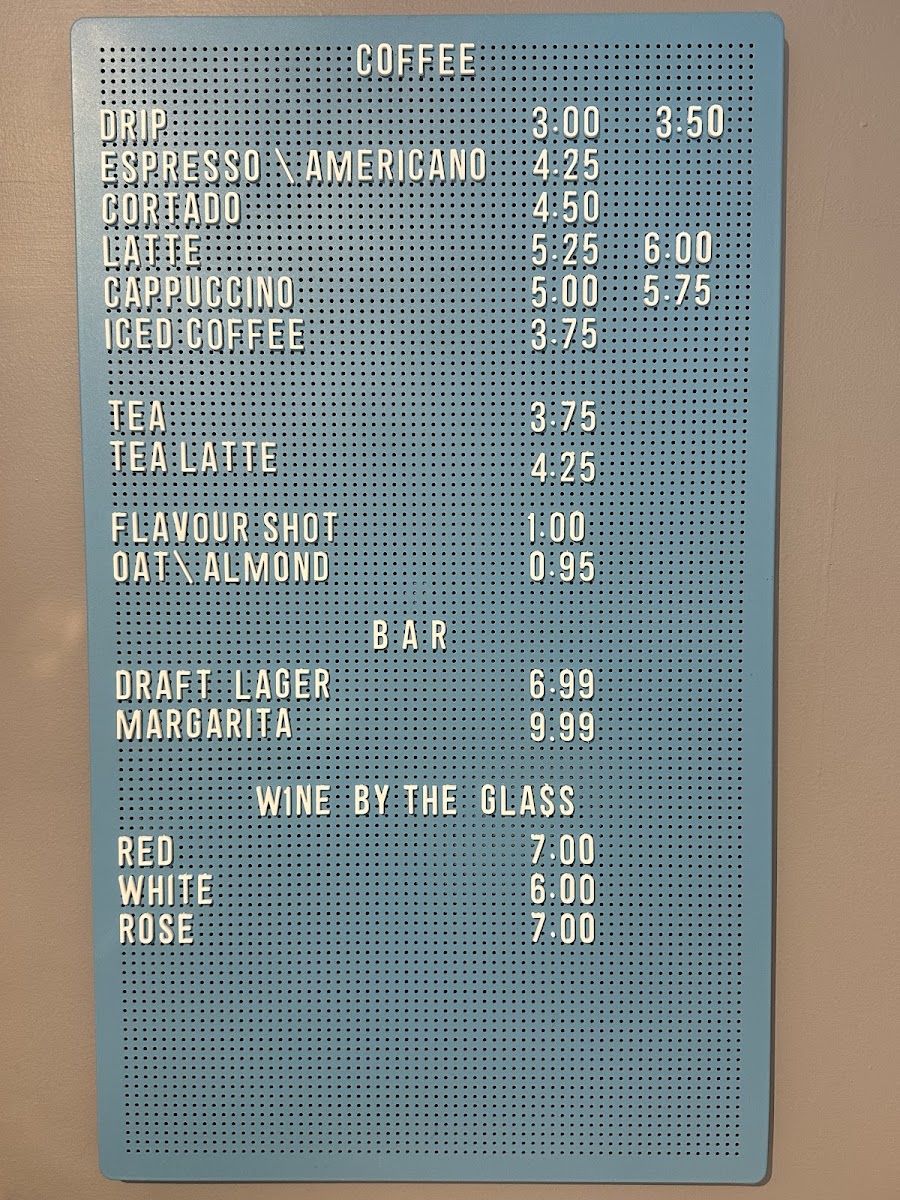 COFFEE
DRIP 3.00 3.50
ESPRESSO \ AMERICANO 4.25
CORTADO 4.50
LATTE 5.25 6.00
CAPPUCCINO 5.00 5.75
ICED COFFEE 3.75
TEA 3.75
TEA LATTE 4.25
FLAVOUR SHOT 1.00
OAT\ ALMOND 0.95
BAR
DRAFT LAGER 6.99
MARGARITA 9.99
W1NE BY THE GLA$S
RED 7.00
WHITE 6.00
ROSE 7.00